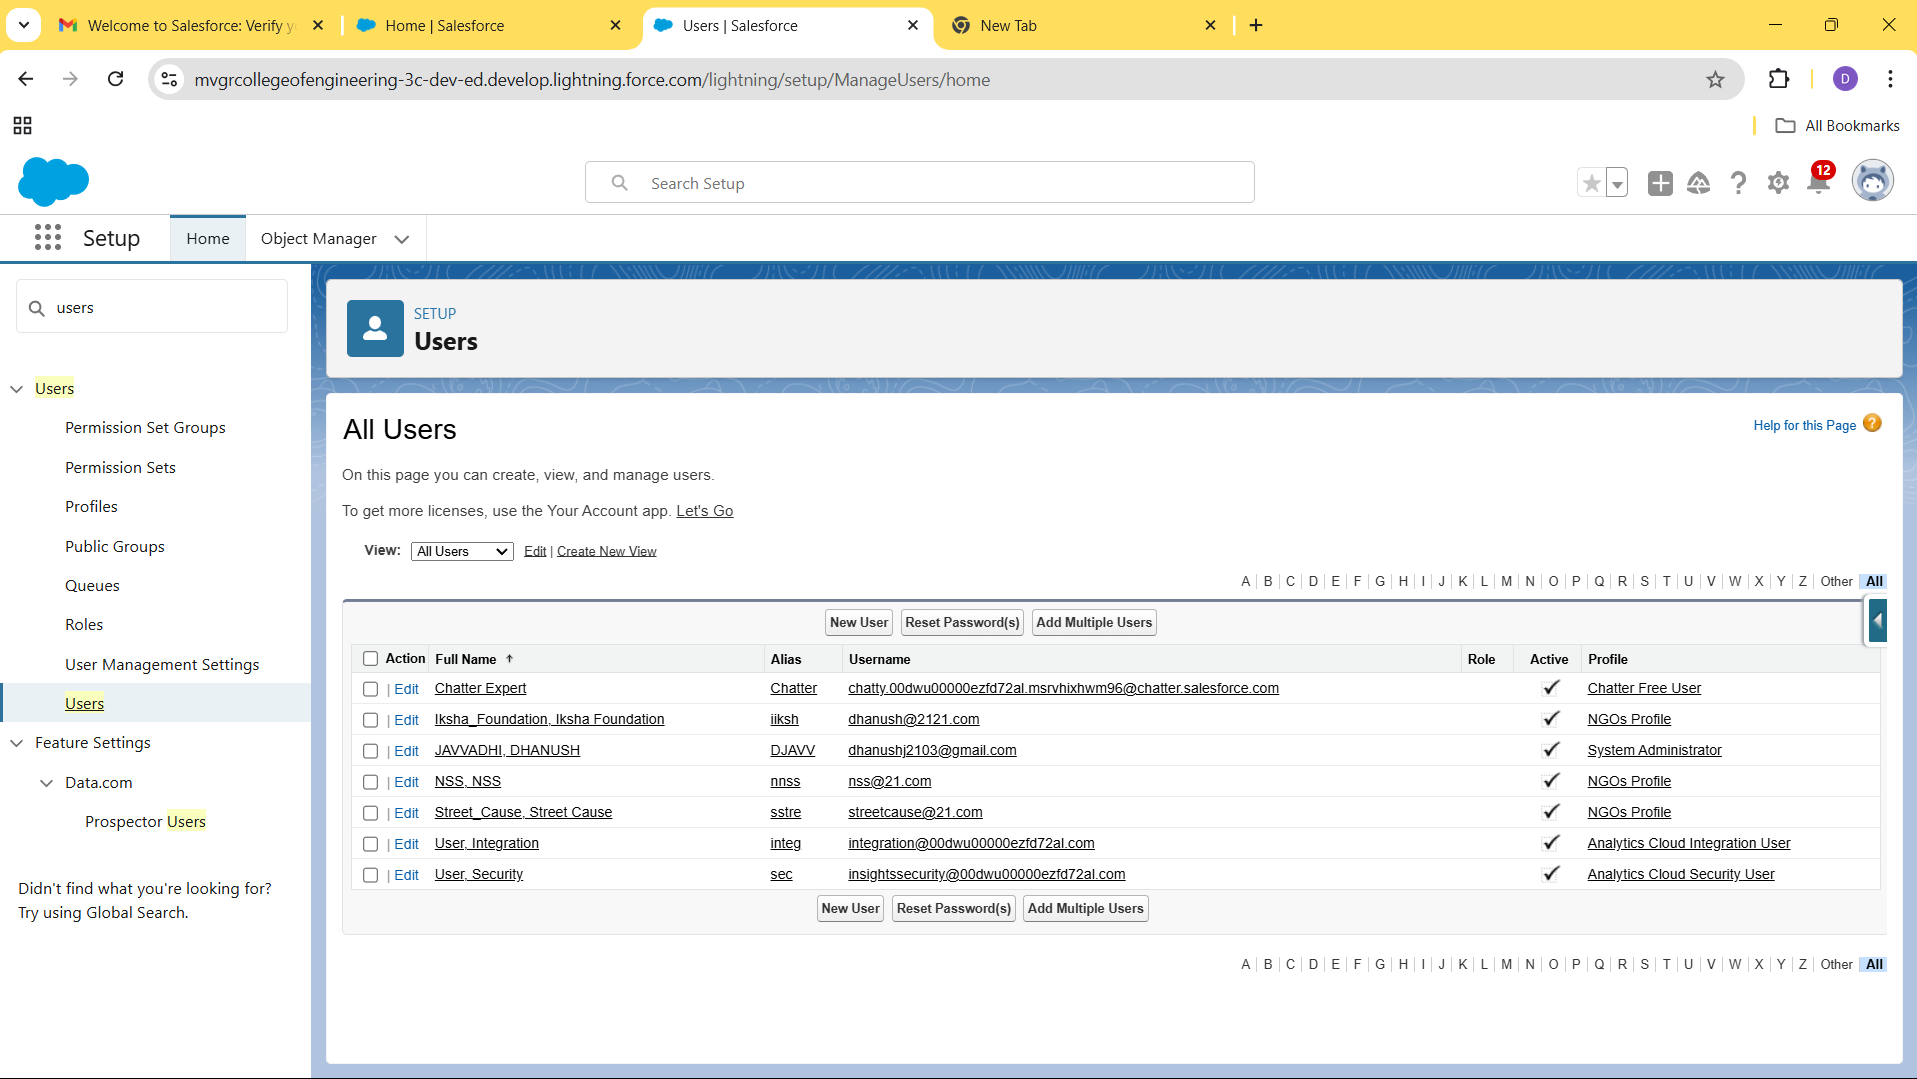 Welcome to Salesforce: Verify yo
Home | Salesforce
Users | Salesforce
New Tab
mvgrcollegeofengineering-3c-dev-ed.develop.lightning.force.com/lightning/setup/ManageUsers/home
D
All Bookmarks
Search Setup
12
Setup
Home
Object Manager
users
SETUP
Users
Users
Permission Set Groups
Permission Sets
Profiles
Public Groups
Queues
Roles
User Management Settings
Users
Feature Settings
Data.com
Prospector Users
Didn't find what you're looking for?
Try using Global Search.
All Users
Help for this Page ?
On this page you can create, view, and manage users.
To get more licenses, use the Your Account app. Let's Go
View: All Users Edit | Create New View
A | B | C | D | E | F | G | H | I | J | K | L | M | N | O | P | Q | R | S | T | U | V | W | X | Y | Z | Other All
New User Reset Password(s) Add Multiple Users
Action Full Name ↑ Alias Username Role Active Profile
| Edit Chatter Expert Chatter chatty.00dwu00000ezfd72al.msrvhixhwm96@chatter.salesforce.com Chatter Free User
| Edit Iksha_Foundation, Iksha Foundation iiksh dhanush@2121.com NGOs Profile
| Edit JAVVADHI, DHANUSH DJAVV dhanushj2103@gmail.com System Administrator
| Edit NSS, NSS nnss nss@21.com NGOs Profile
| Edit Street_Cause, Street Cause sstre streetcause@21.com NGOs Profile
| Edit User, Integration integ integration@00dwu00000ezfd72al.com Analytics Cloud Integration User
| Edit User, Security sec insightssecurity@00dwu00000ezfd72al.com Analytics Cloud Security User
New User Reset Password(s) Add Multiple Users
A | B | C | D | E | F | G | H | I | J | K | L | M | N | O | P | Q | R | S | T | U | V | W | X | Y | Z | Other All